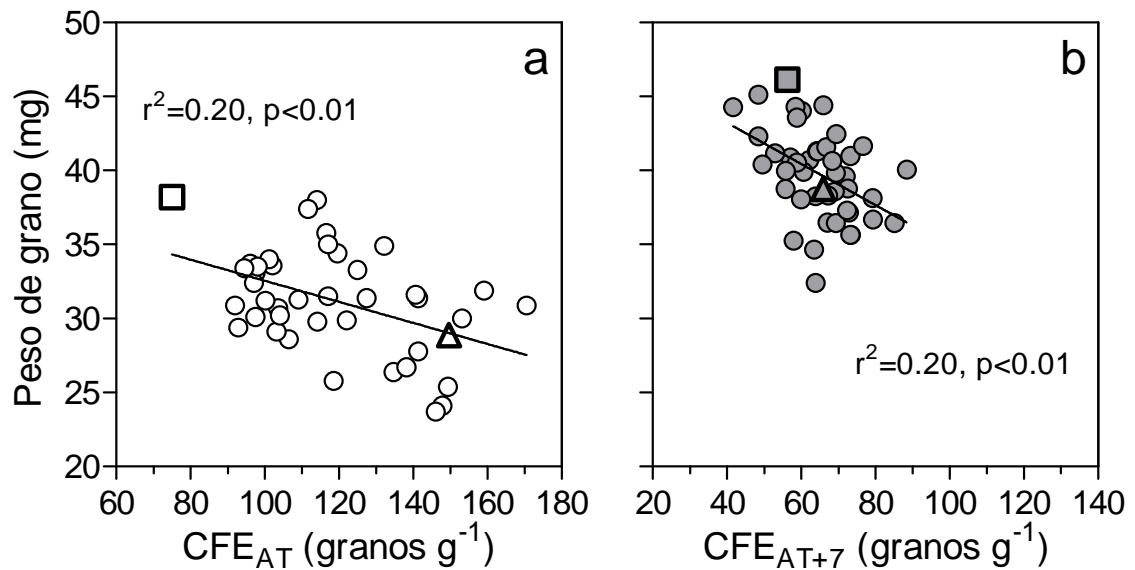 50
45
40
35
30
25
20
Peso de grano (mg)
a
r²=0.20, p<0.01
60 80 100 120 140 160 180
CFE_AT (granos g⁻¹)
b
r²=0.20, p<0.01
20 40 60 80 100 120 140
CFE_AT+7 (granos g⁻¹)